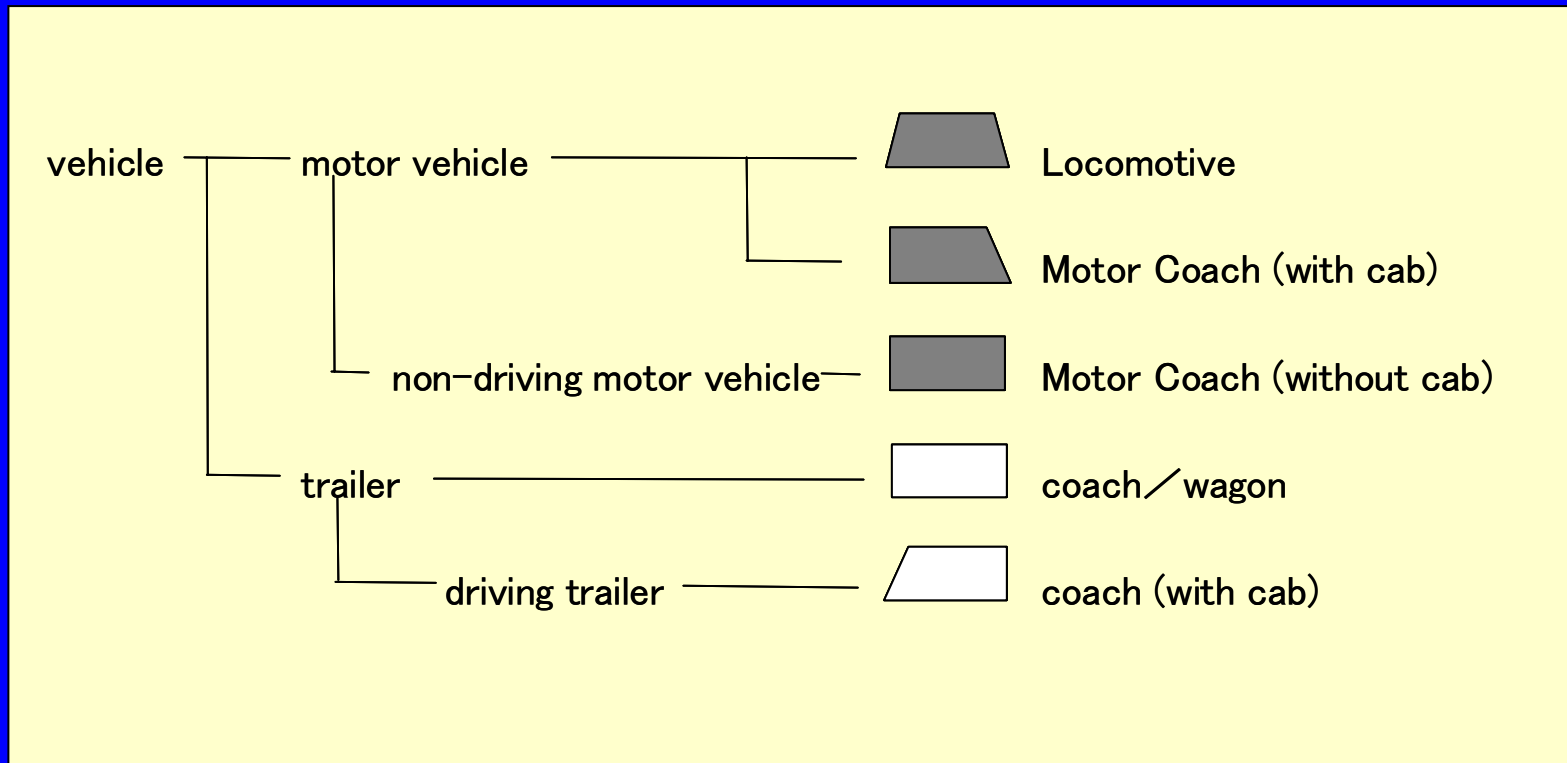 vehicle motor vehicle Locomotive
Motor Coach (with cab)
non-driving motor vehicle Motor Coach (without cab)
trailer coach／wagon
driving trailer coach (with cab)